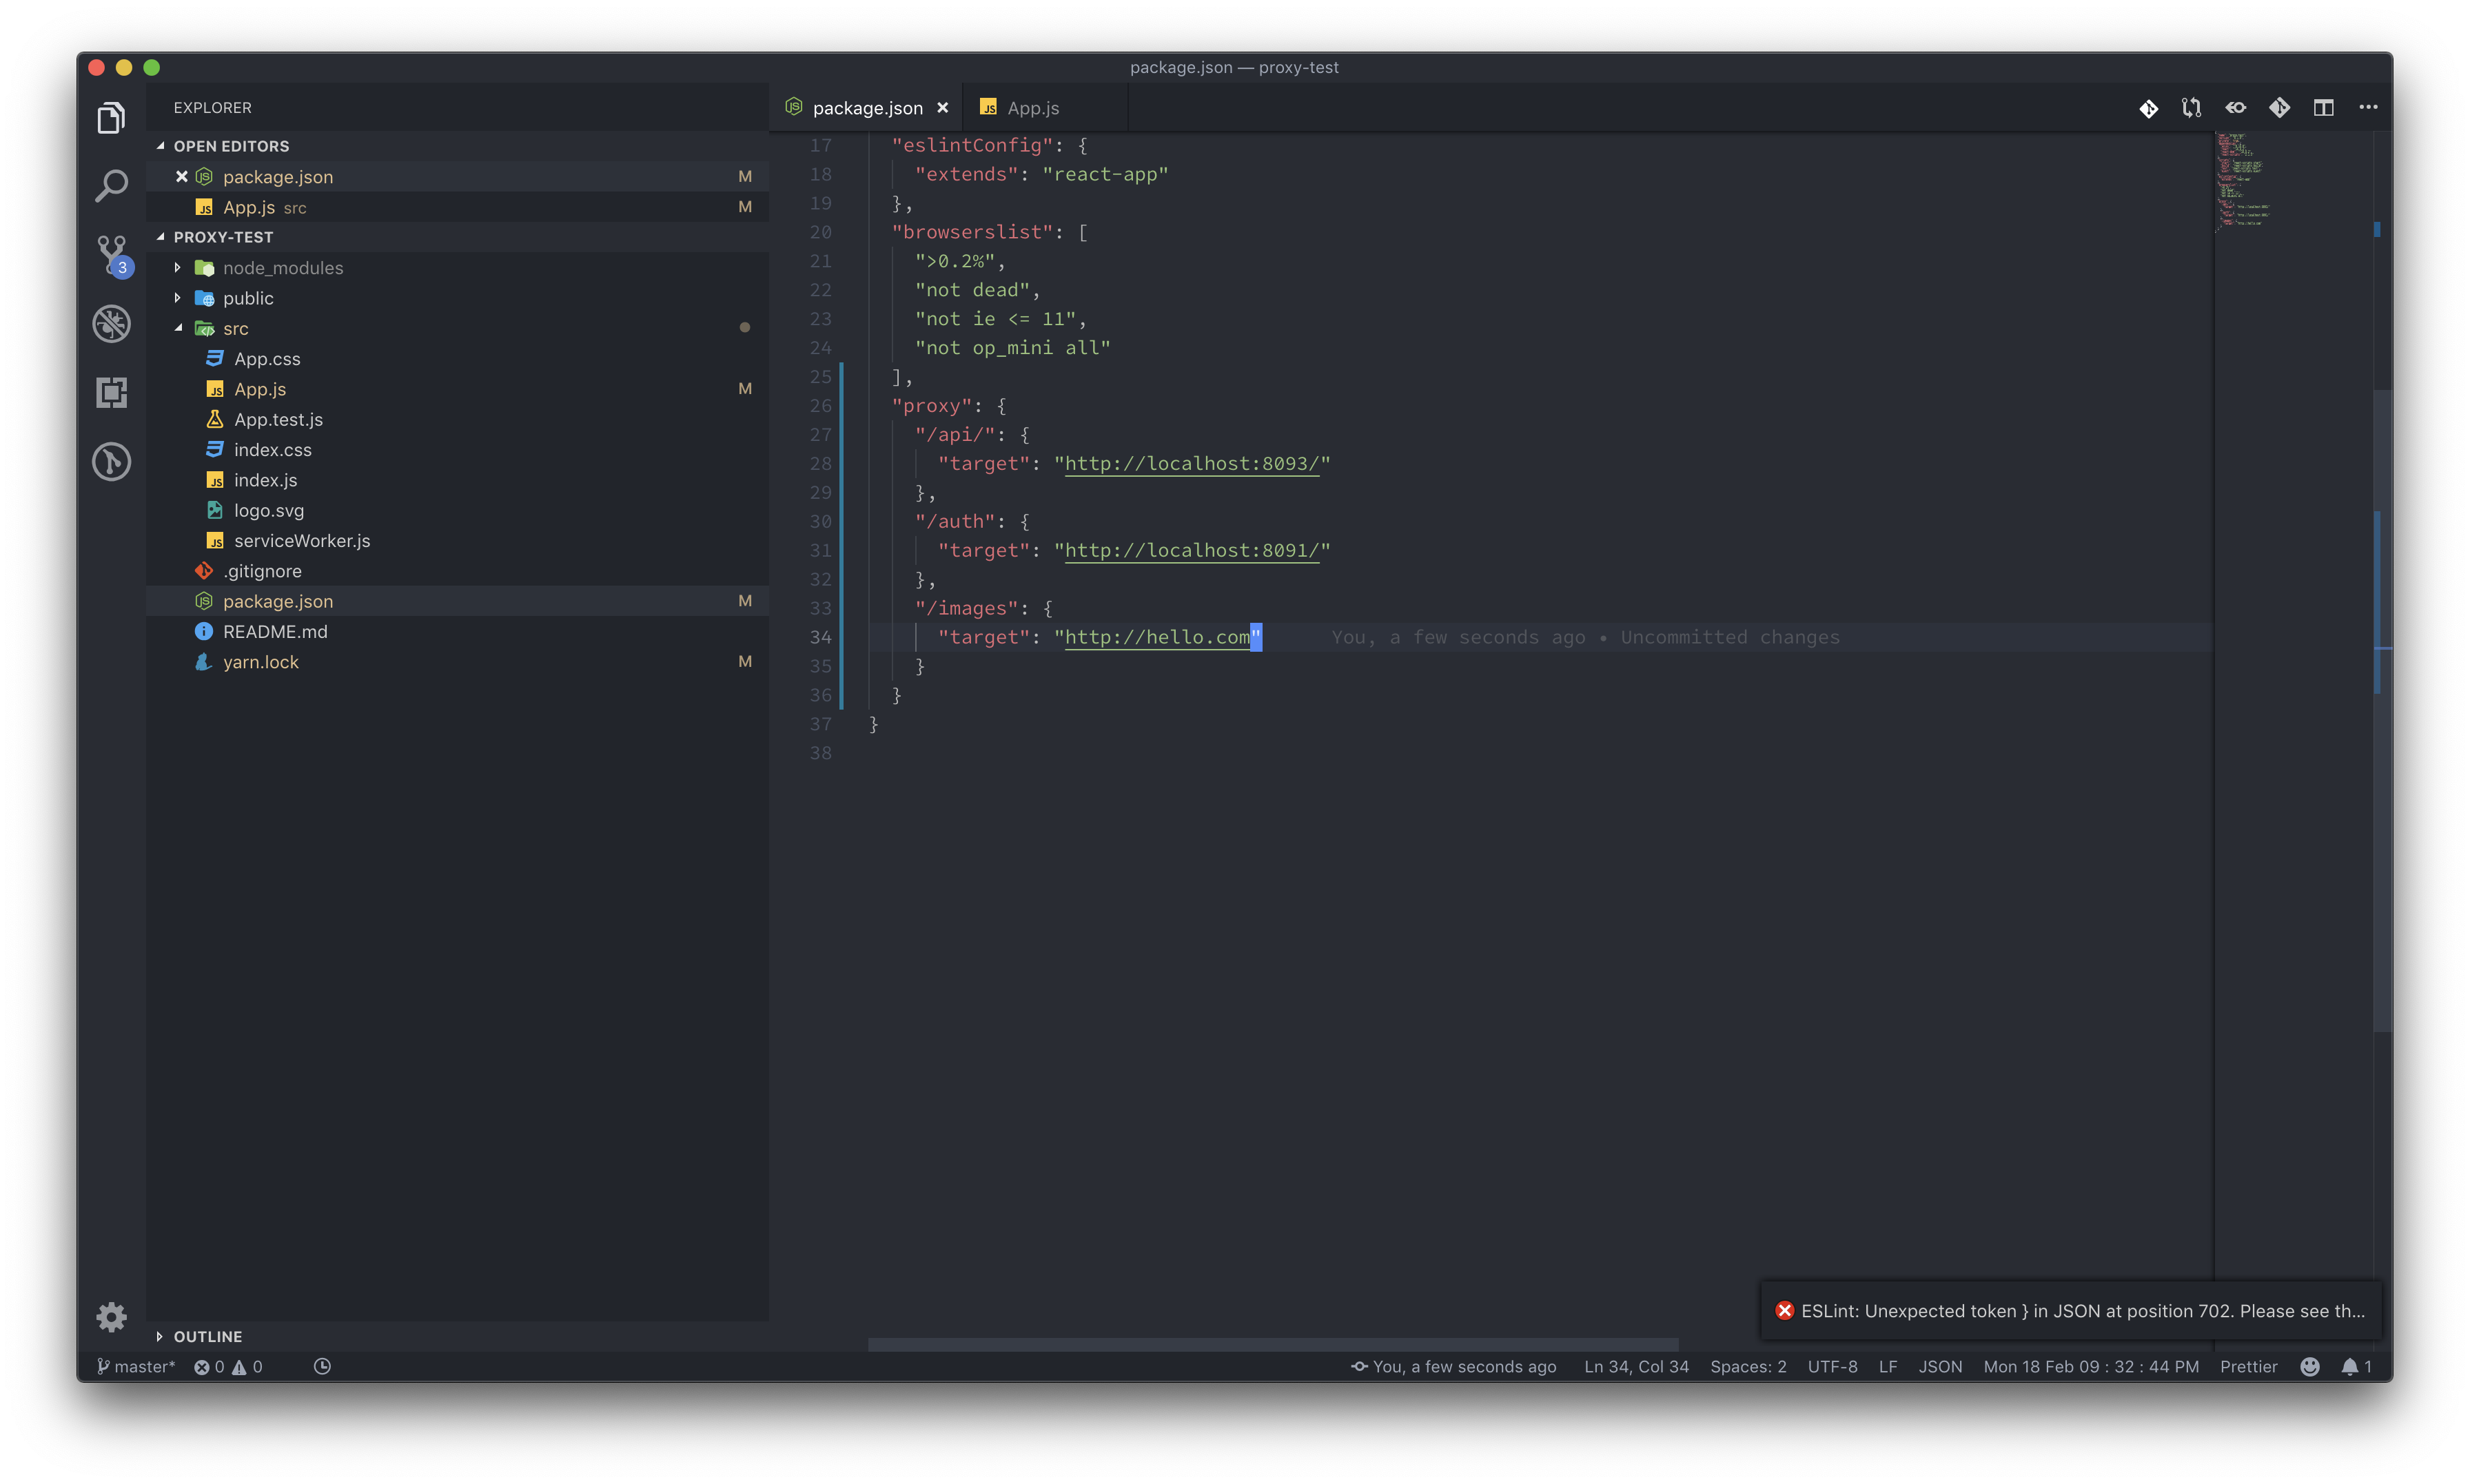 package.json — proxy-test
EXPLORER
OPEN EDITORS
package.json M
App.js src M
PROXY-TEST
node_modules
public
src
App.css
App.js M
App.test.js
index.css
index.js
logo.svg
serviceWorker.js
.gitignore
package.json M
README.md
yarn.lock M
OUTLINE
3
package.json
App.js
17 "eslintConfig": {
18 "extends": "react-app"
19 },
20 "browserslist": [
21 ">0.2%",
22 "not dead",
23 "not ie <= 11",
24 "not op_mini all"
25 ],
26 "proxy": {
27 "/api/": {
28 "target": "http://localhost:8093/"
29 },
30 "/auth": {
31 "target": "http://localhost:8091/"
32 },
33 "/images": {
34 "target": "http://hello.com" You, a few seconds ago • Uncommitted changes
35 }
36 }
37 }
38
ESLint: Unexpected token } in JSON at position 702. Please see th...
master* 0 0 You, a few seconds ago Ln 34, Col 34 Spaces: 2 UTF-8 LF JSON Mon 18 Feb 09 : 32 : 44 PM Prettier 1